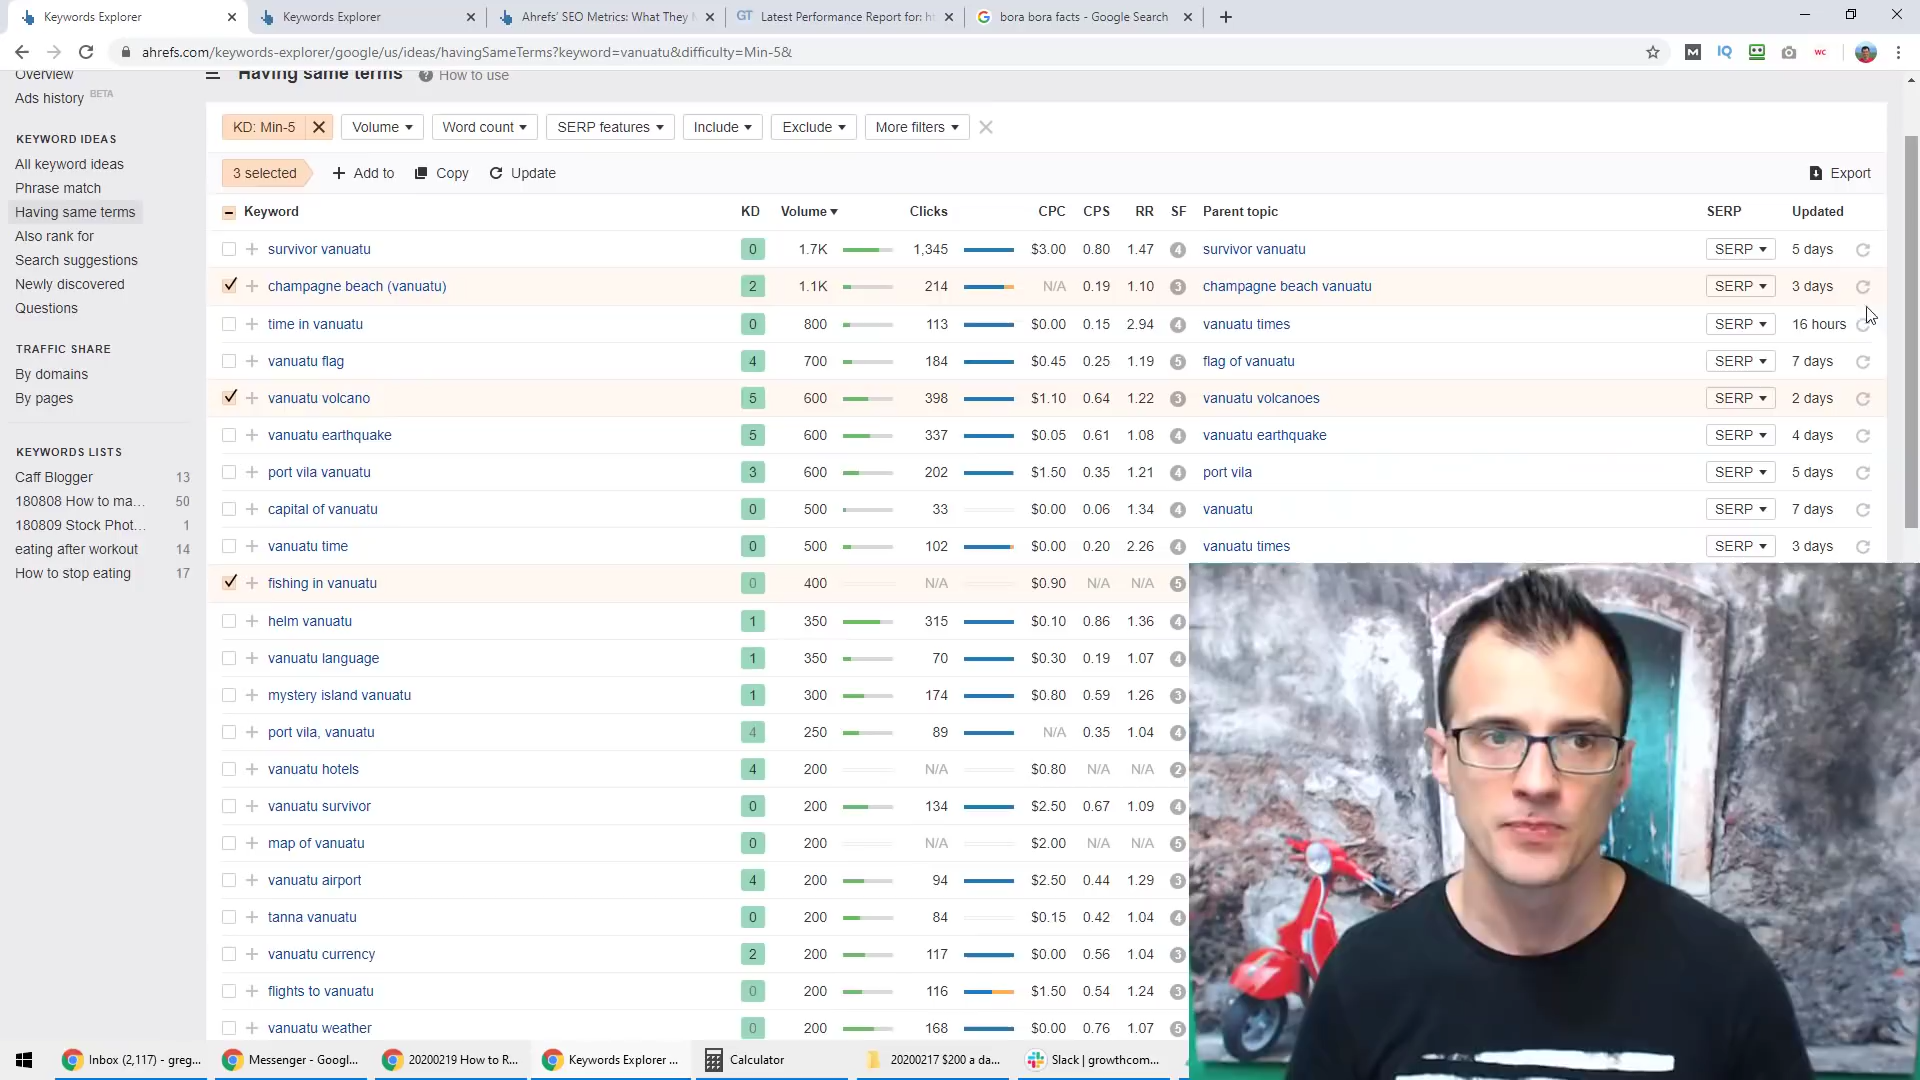 Keywords Explorer
Keywords Explorer
Ahrefs' SEO Metrics: What They M
GT Latest Performance Report for: h
bora bora facts - Google Search
ahrefs.com/keywords-explorer/google/us/ideas/havingSameTerms?keyword=vanuatu&difficulty=Min-5&
M IQ WC
Overview
Ads history BETA
KEYWORD IDEAS
All keyword ideas
Phrase match
Having same terms
Also rank for
Search suggestions
Newly discovered
Questions
TRAFFIC SHARE
By domains
By pages
KEYWORDS LISTS
Caff Blogger 13
180808 How to ma... 50
180809 Stock Phot... 1
eating after workout 14
How to stop eating 17
Having same terms ? How to use
KD: Min-5 Volume Word count SERP features Include Exclude More filters
3 selected Add to Copy Update Export
Keyword KD Volume Clicks CPC CPS RR SF Parent topic SERP Updated
survivor vanuatu 0 1.7K 1,345 $3.00 0.80 1.47 4 survivor vanuatu SERP 5 days
champagne beach (vanuatu) 2 1.1K 214 N/A 0.19 1.10 3 champagne beach vanuatu SERP 3 days
time in vanuatu 0 800 113 $0.00 0.15 2.94 4 vanuatu times SERP 16 hours
vanuatu flag 4 700 184 $0.45 0.25 1.19 5 flag of vanuatu SERP 7 days
vanuatu volcano 5 600 398 $1.10 0.64 1.22 3 vanuatu volcanoes SERP 2 days
vanuatu earthquake 5 600 337 $0.05 0.61 1.08 4 vanuatu earthquake SERP 4 days
port vila vanuatu 3 600 202 $1.50 0.35 1.21 4 port vila SERP 5 days
capital of vanuatu 0 500 33 $0.00 0.06 1.34 4 vanuatu SERP 7 days
vanuatu time 0 500 102 $0.00 0.20 2.26 4 vanuatu times SERP 3 days
fishing in vanuatu 0 400 N/A $0.90 N/A N/A 5
helm vanuatu 1 350 315 $0.10 0.86 1.36 4
vanuatu language 1 350 70 $0.30 0.19 1.07 4
mystery island vanuatu 1 300 174 $0.80 0.59 1.26 3
port vila, vanuatu 4 250 89 N/A 0.35 1.04 4
vanuatu hotels 4 200 N/A $0.80 N/A N/A 2
vanuatu survivor 0 200 134 $2.50 0.67 1.09 4
map of vanuatu 0 200 N/A $2.00 N/A N/A 5
vanuatu airport 4 200 94 $2.50 0.44 1.29 3
tanna vanuatu 0 200 84 $0.15 0.42 1.04 4
vanuatu currency 2 200 117 $0.00 0.56 1.04 3
flights to vanuatu 0 200 116 $1.50 0.54 1.24 3
vanuatu weather 0 200 168 $0.00 0.76 1.07 5
Inbox (2,117) - greg... Messenger - Googl... 20200219 How to R... Keywords Explorer ... Calculator 20200217 $200 a da... Slack | growthcom...